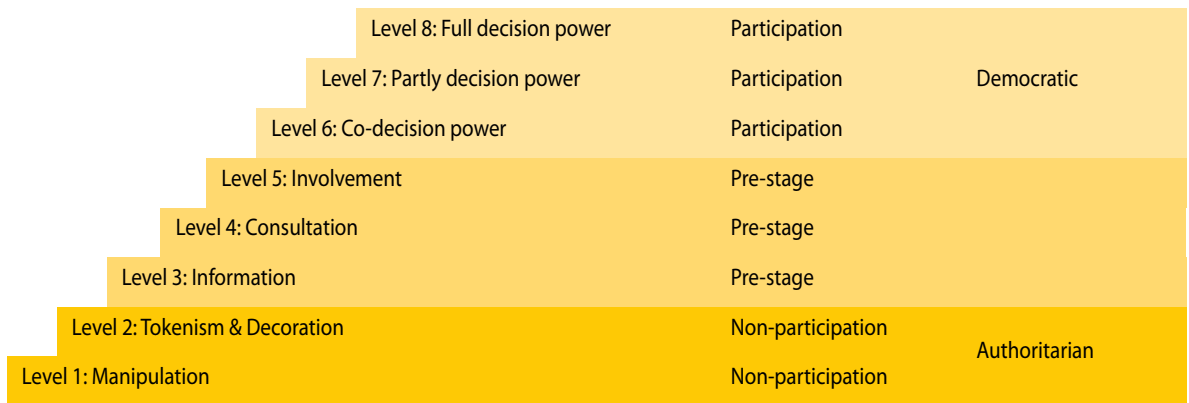 Level 8: Full decision power Participation
Level 7: Partly decision power Participation Democratic
Level 6: Co-decision power Participation
Level 5: Involvement Pre-stage
Level 4: Consultation Pre-stage
Level 3: Information Pre-stage
Level 2: Tokenism & Decoration Non-participation
Authoritarian
Level 1: Manipulation Non-participation